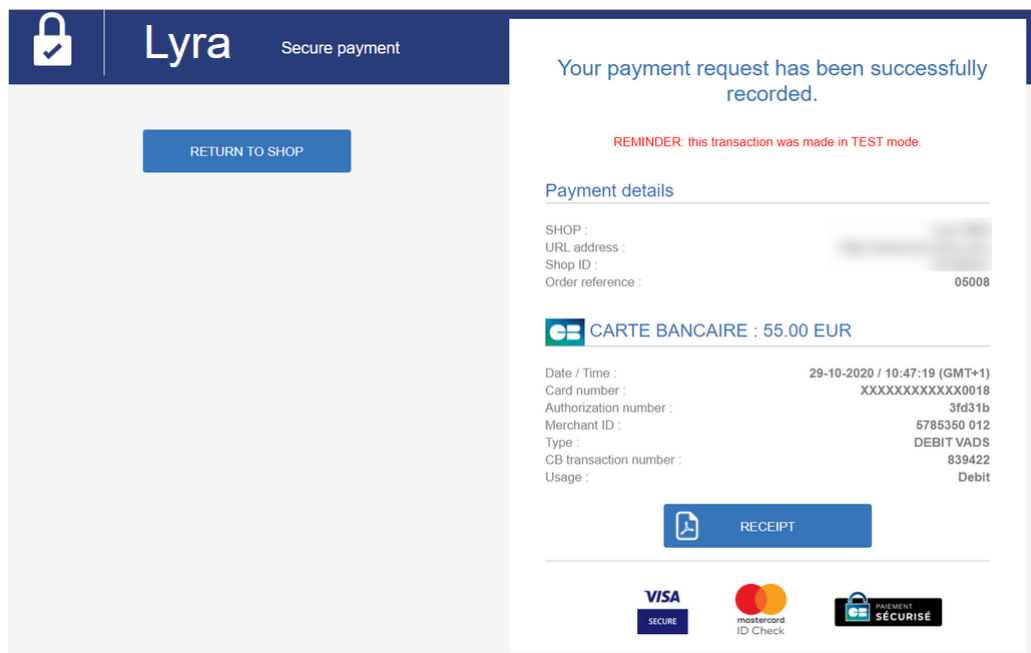 Lyra
Secure payment
RETURN TO SHOP
Your payment request has been successfully
recorded.
REMINDER: this transaction was made in TEST mode.
Payment details
SHOP :
URL address :
Shop ID :
Order reference : 05008
CB CARTE BANCAIRE : 55.00 EUR
Date / Time : 29-10-2020 / 10:47:19 (GMT+1)
Card number : XXXXXXXXXXXX0018
Authorization number : 3fd31b
Merchant ID : 5785350 012
Type : DEBIT VADS
CB transaction number : 839422
Usage : Debit
RECEIPT
VISA
SECURE
mastercard.
ID Check
CB PAIEMENT
SÉCURISÉ